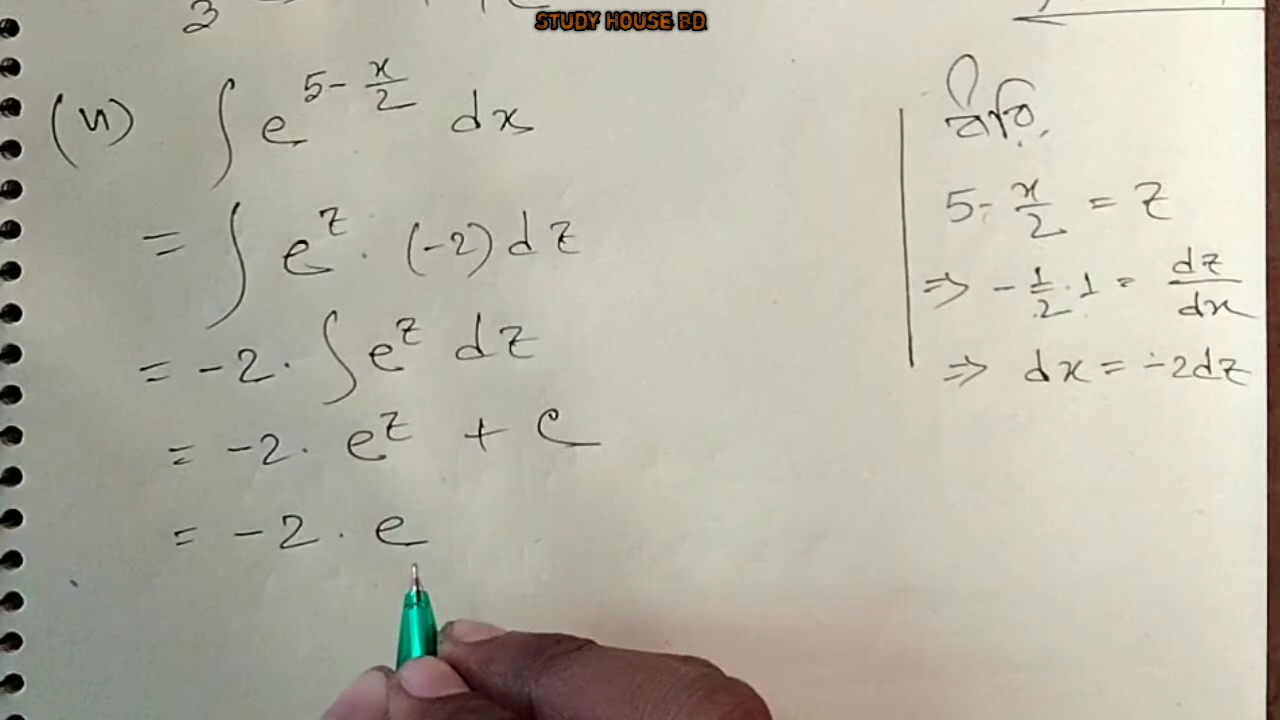 STUDY HOUSE BD
(ii) ∫ e^{5-x/2} dx
= ∫ e^z . (-2) dz
= -2 . ∫ e^z dz
= -2 . e^z + c
= -2 . e
ধরি,
5 - x/2 = z
⇒ - 1/2 . 1 = dz/dx
⇒ dx = -2dz